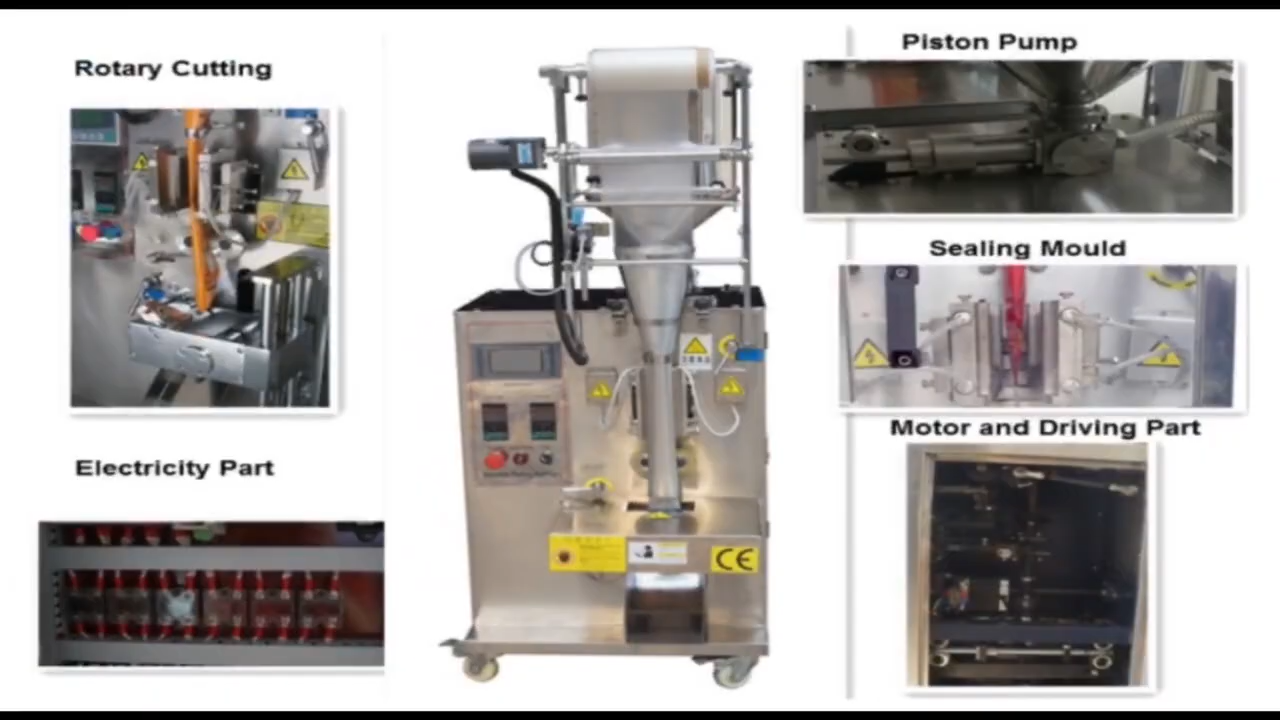 Rotary Cutting
Piston Pump
Sealing Mould
Motor and Driving Part
Electricity Part
CE